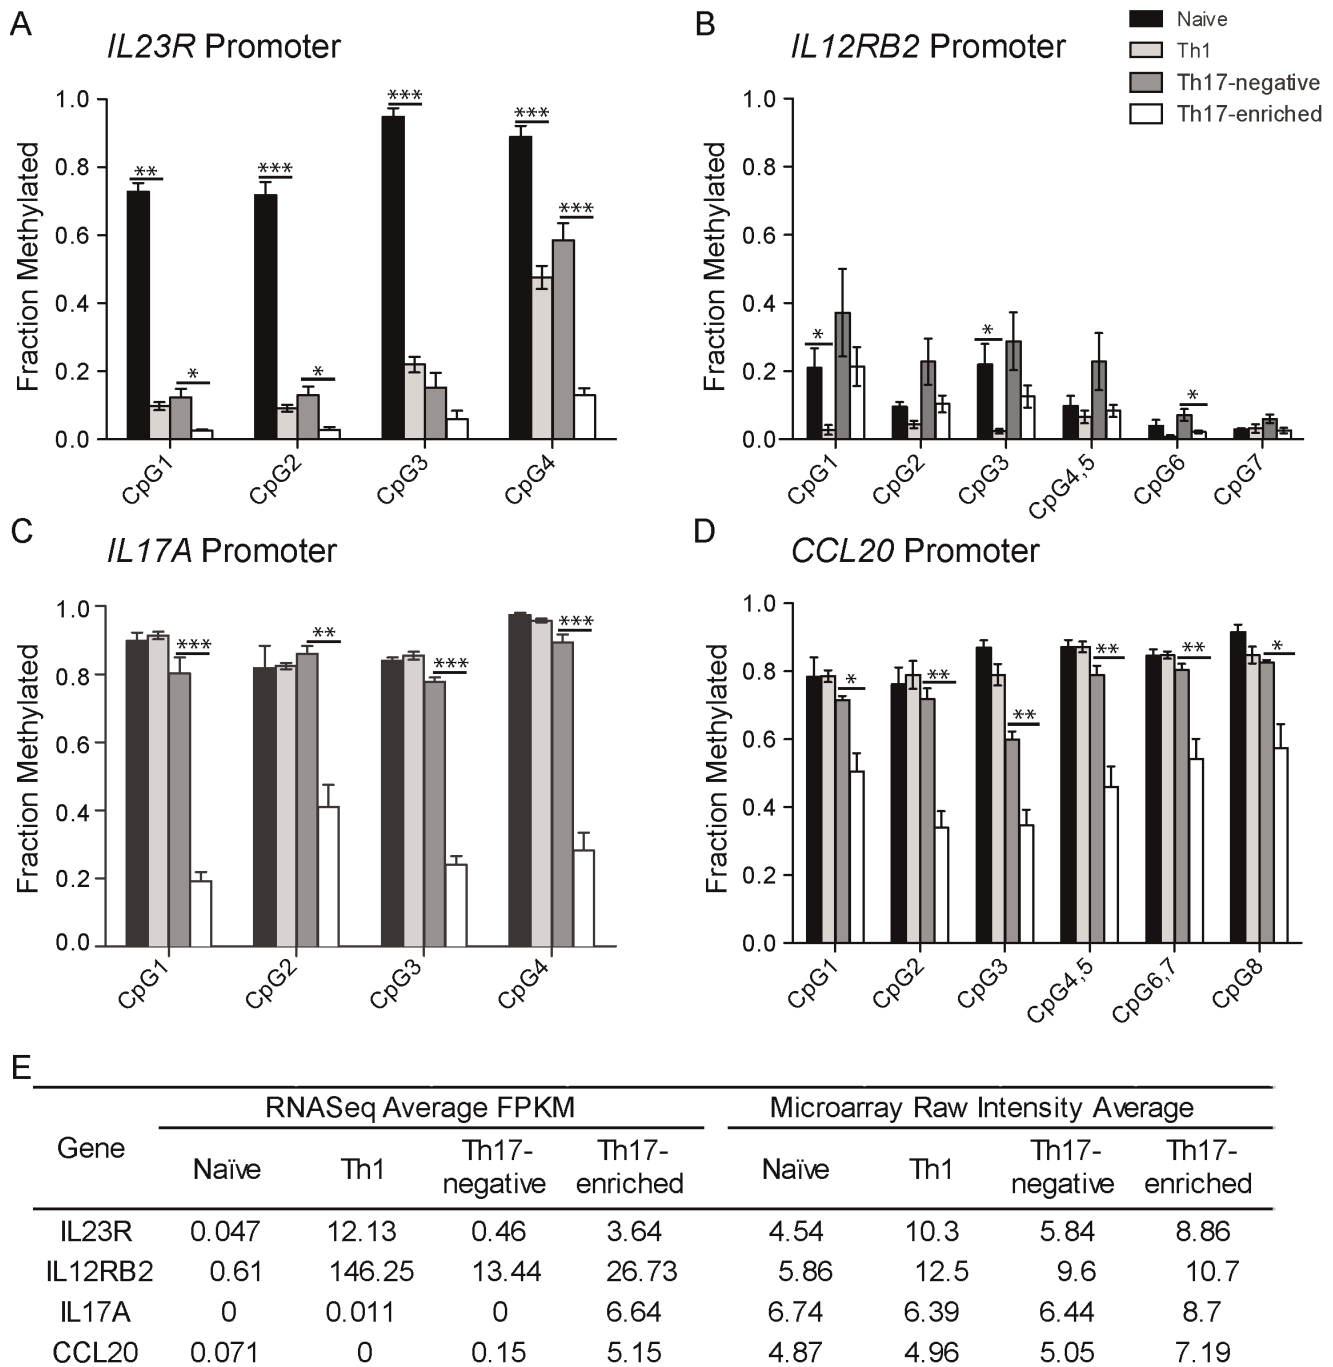 A
IL23R Promoter
Fraction Methylated
1.0
0.8
0.6
0.4
0.2
0.0
**
***
***
***
*
*
***
CpG1
CpG2
CpG3
CpG4
B
IL12RB2 Promoter
Naive
Th1
Th17-negative
Th17-enriched
Fraction Methylated
1.0
0.8
0.6
0.4
0.2
0.0
*
*
*
CpG1
CpG2
CpG3
CpG4,5
CpG6
CpG7
C
IL17A Promoter
Fraction Methylated
1.0
0.8
0.6
0.4
0.2
0.0
***
**
***
***
CpG1
CpG2
CpG3
CpG4
D
CCL20 Promoter
Fraction Methylated
1.0
0.8
0.6
0.4
0.2
0.0
*
**
**
**
**
*
CpG1
CpG2
CpG3
CpG4,5
CpG6,7
CpG8
E
RNASeq Average FPKM Microarray Raw Intensity Average
Gene Naïve Th1 Th17-negative Th17-enriched Naïve Th1 Th17-negative Th17-enriched
IL23R 0.047 12.13 0.46 3.64 4.54 10.3 5.84 8.86
IL12RB2 0.61 146.25 13.44 26.73 5.86 12.5 9.6 10.7
IL17A 0 0.011 0 6.64 6.74 6.39 6.44 8.7
CCL20 0.071 0 0.15 5.15 4.87 4.96 5.05 7.19